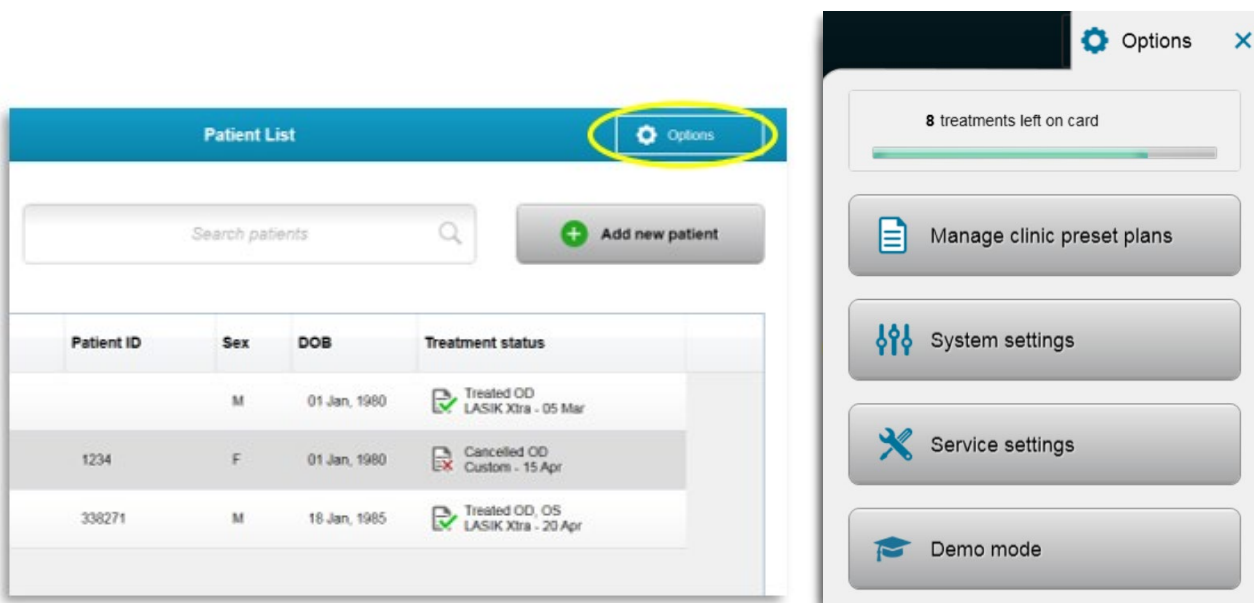 Patient List
Options
Search patients
Add new patient
Patient ID Sex DOB Treatment status
M 01 Jan, 1980 Treated OD
LASIK Xtra - 05 Mar
1234 F 01 Jan, 1980 Cancelled OD
Custom - 15 Apr
338271 M 18 Jan, 1985 Treated OD, OS
LASIK Xtra - 20 Apr
Options
8 treatments left on card
Manage clinic preset plans
System settings
Service settings
Demo mode